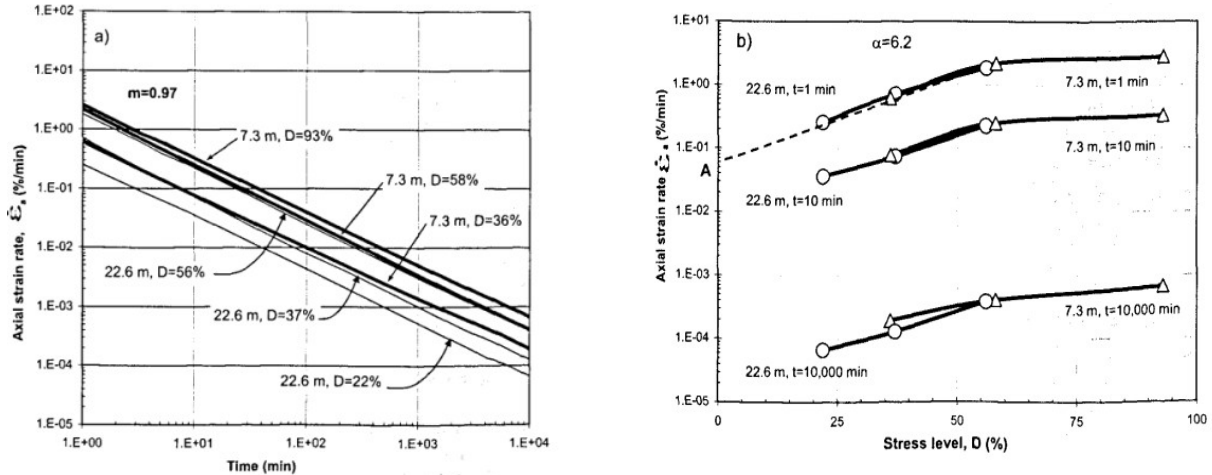 a)
1.E+02
1.E+01
1.E+00
1.E-01
1.E-02
1.E-03
1.E-04
1.E-05
Axial strain rate, ε̇a (%/min)
m=0.97
7.3 m, D=93%
7.3 m, D=58%
7.3 m, D=36%
22.6 m, D=56%
22.6 m, D=37%
22.6 m, D=22%
1.E+00
1.E+01
1.E+02
1.E+03
1.E+04
Time (min)
b)
α=6.2
1.E+01
1.E+00
1.E-01
1.E-02
1.E-03
1.E-04
1.E-05
Axial strain rate ε̇a (%/min)
A
22.6 m, t=1 min
7.3 m, t=1 min
22.6 m, t=10 min
7.3 m, t=10 min
22.6 m, t=10,000 min
7.3 m, t=10,000 min
0
25
50
75
100
Stress level, D (%)